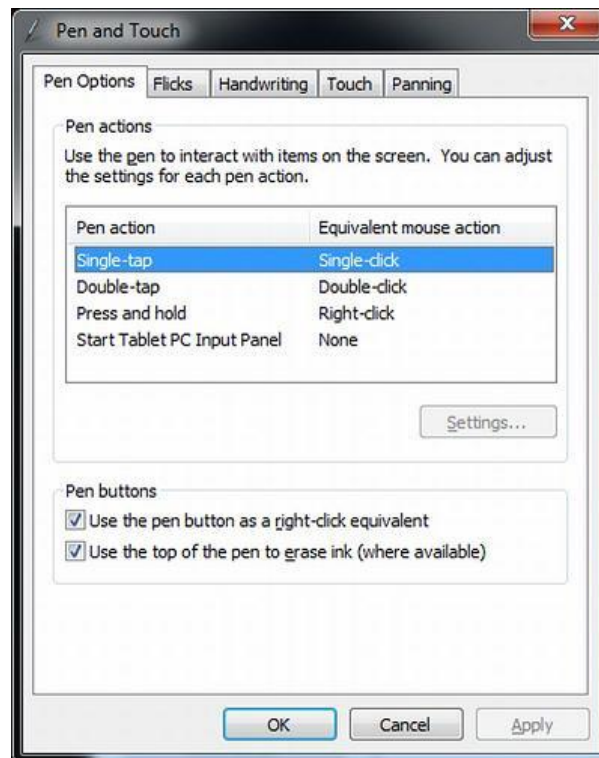 Pen and Touch
Pen Options Flicks Handwriting Touch Panning
Pen actions
Use the pen to interact with items on the screen. You can adjust
the settings for each pen action.
Pen action Equivalent mouse action
Single-tap Single-click
Double-tap Double-click
Press and hold Right-click
Start Tablet PC Input Panel None
Settings...
Pen buttons
Use the pen button as a right-click equivalent
Use the top of the pen to erase ink (where available)
OK Cancel Apply